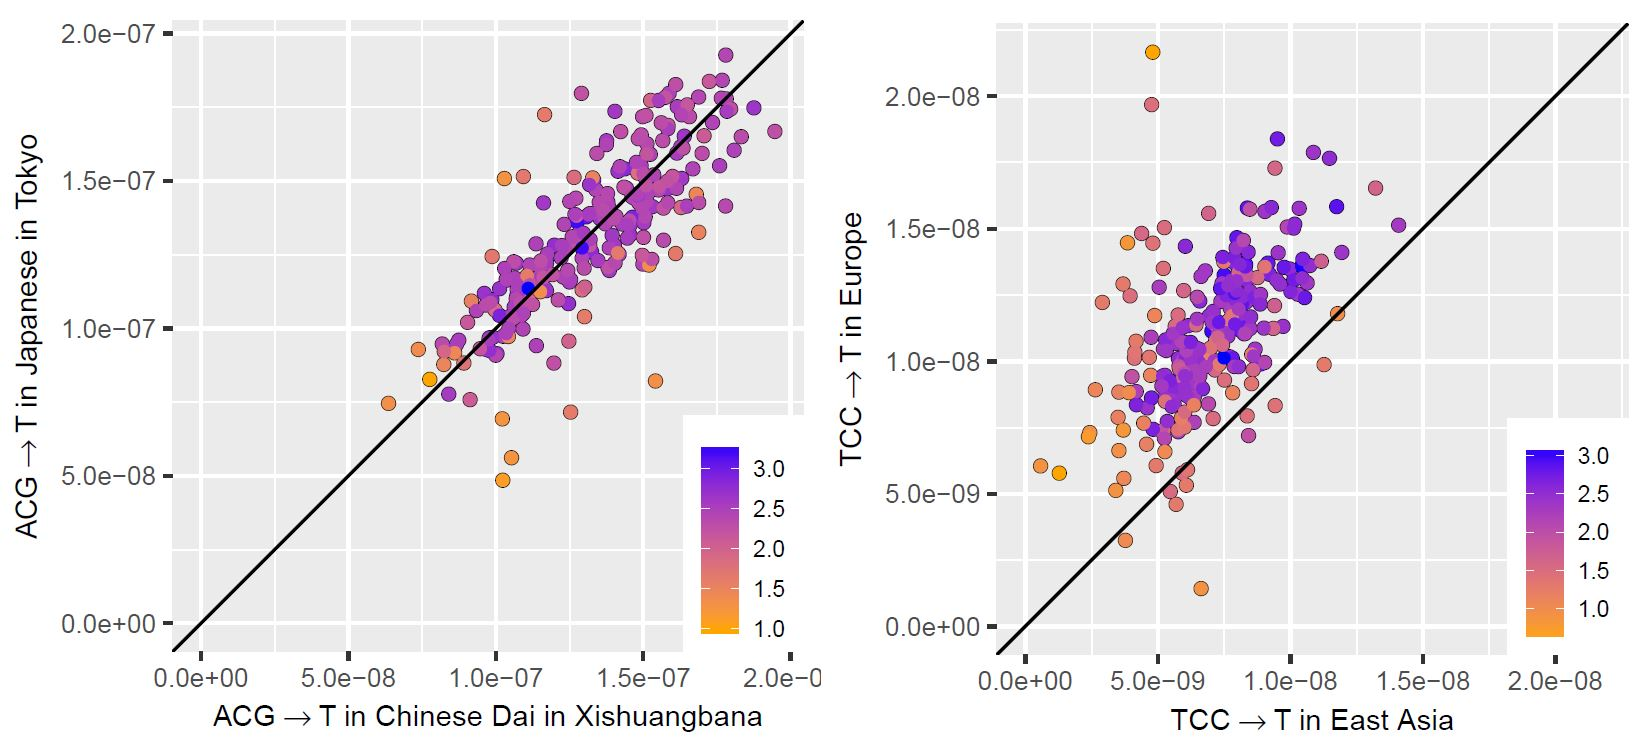 ACG → T in Japanese in Tokyo
2.0e−07
1.5e−07
1.0e−07
5.0e−08
0.0e+00
3.0
2.5
2.0
1.5
1.0
0.0e+00 5.0e−08 1.0e−07 1.5e−07 2.0e−0
ACG → T in Chinese Dai in Xishuangbana
TCC → T in Europe
2.0e−08
1.5e−08
1.0e−08
5.0e−09
0.0e+00
3.0
2.5
2.0
1.5
1.0
0.0e+00 5.0e−09 1.0e−08 1.5e−08 2.0e−08
TCC → T in East Asia